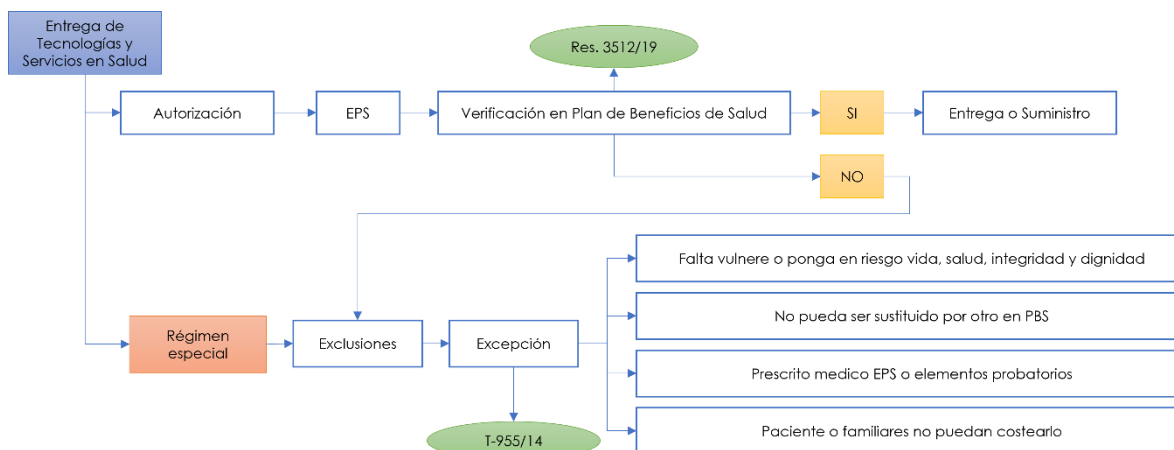 Entrega de
Tecnologías y
Servicios en Salud
Res. 3512/19
Autorización
EPS
Verificación en Plan de Beneficios de Salud
SI
Entrega o Suministro
NO
Falta vulnere o ponga en riesgo vida, salud, integridad y dignidad
No pueda ser sustituido por otro en PBS
Régimen
especial
Exclusiones
Excepción
Prescrito medico EPS o elementos probatorios
Paciente o familiares no puedan costearlo
T-955/14